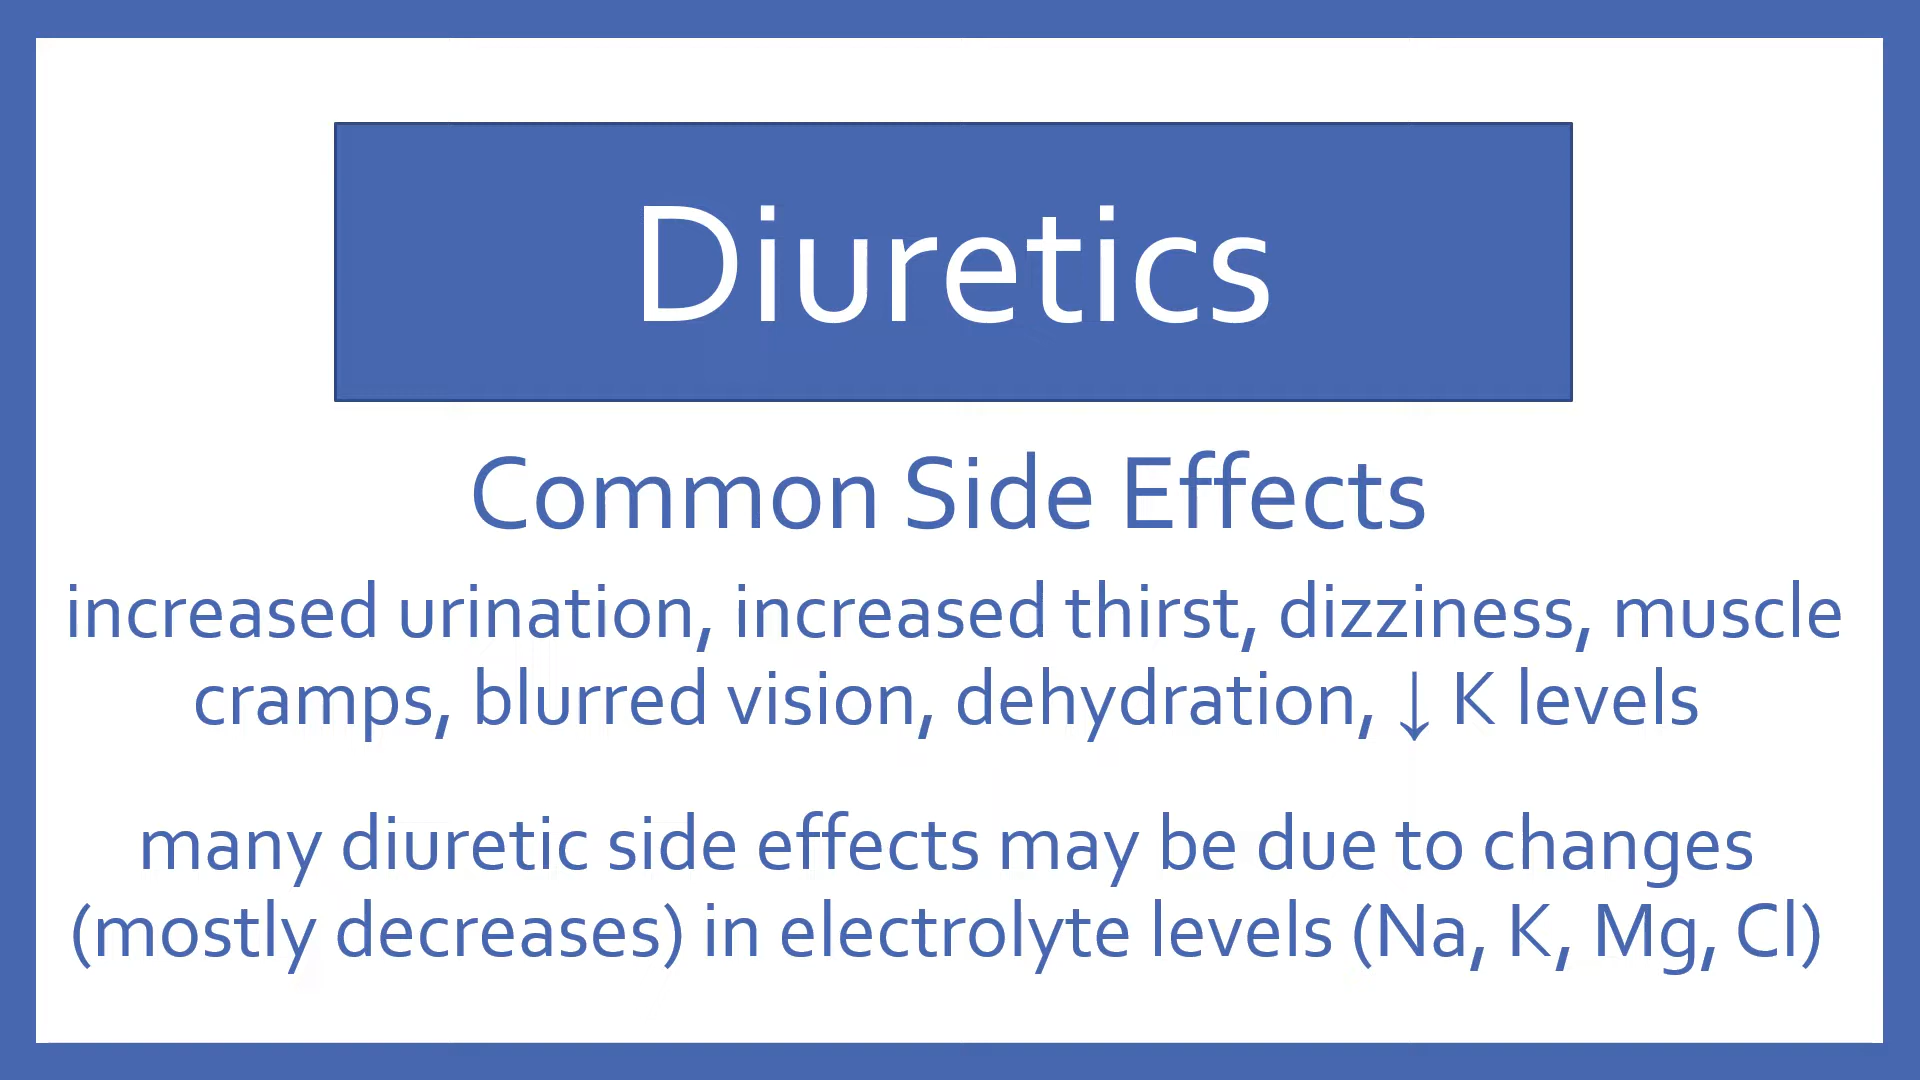 Diuretics
Common Side Effects
increased urination, increased thirst, dizziness, muscle
cramps, blurred vision, dehydration, ↓ K levels
many diuretic side effects may be due to changes
(mostly decreases) in electrolyte levels (Na, K, Mg, Cl)